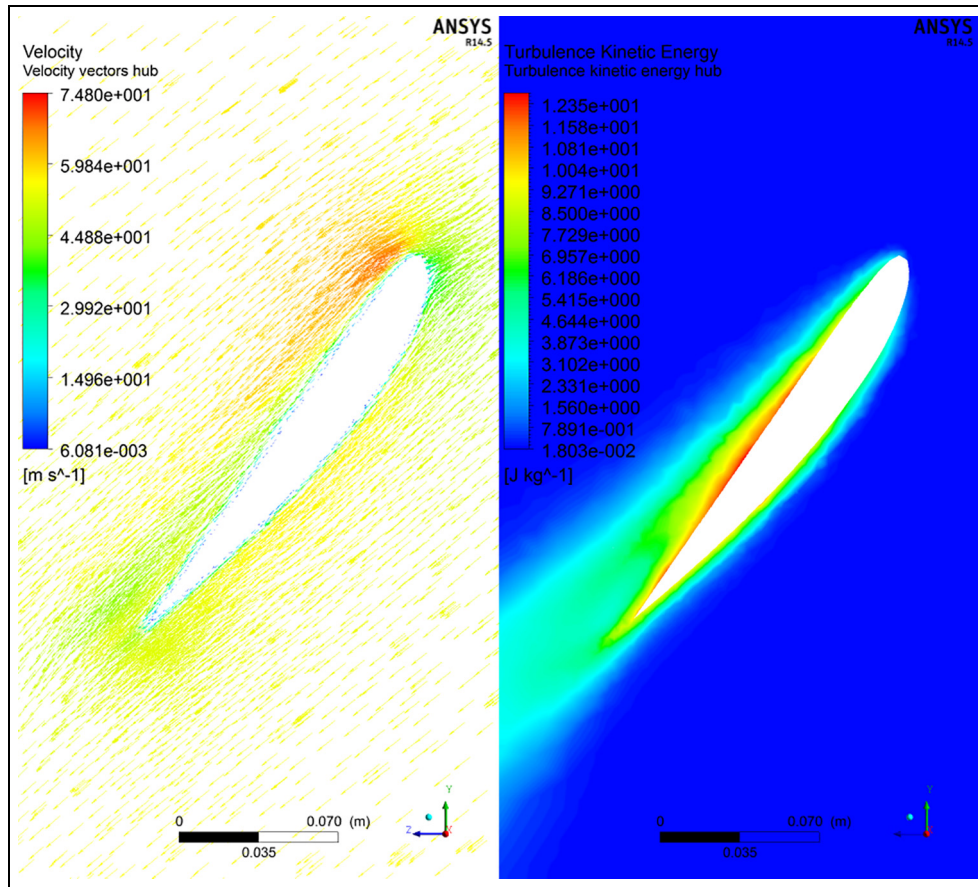 ANSYS
R14.5
Velocity
Velocity vectors hub
7.480e+001
5.984e+001
4.488e+001
2.992e+001
1.496e+001
6.081e-003
[m s^-1]
0
0.070
(m)
0.035
Y
Z
X
ANSYS
R14.5
Turbulence Kinetic Energy
Turbulence kinetic energy hub
1.235e+001
1.158e+001
1.081e+001
1.004e+001
9.271e+000
8.500e+000
7.729e+000
6.957e+000
6.186e+000
5.415e+000
4.644e+000
3.873e+000
3.102e+000
2.331e+000
1.560e+000
7.891e-001
1.803e-002
[J kg^-1]
0
0.070
(m)
0.035
Y
Z
X